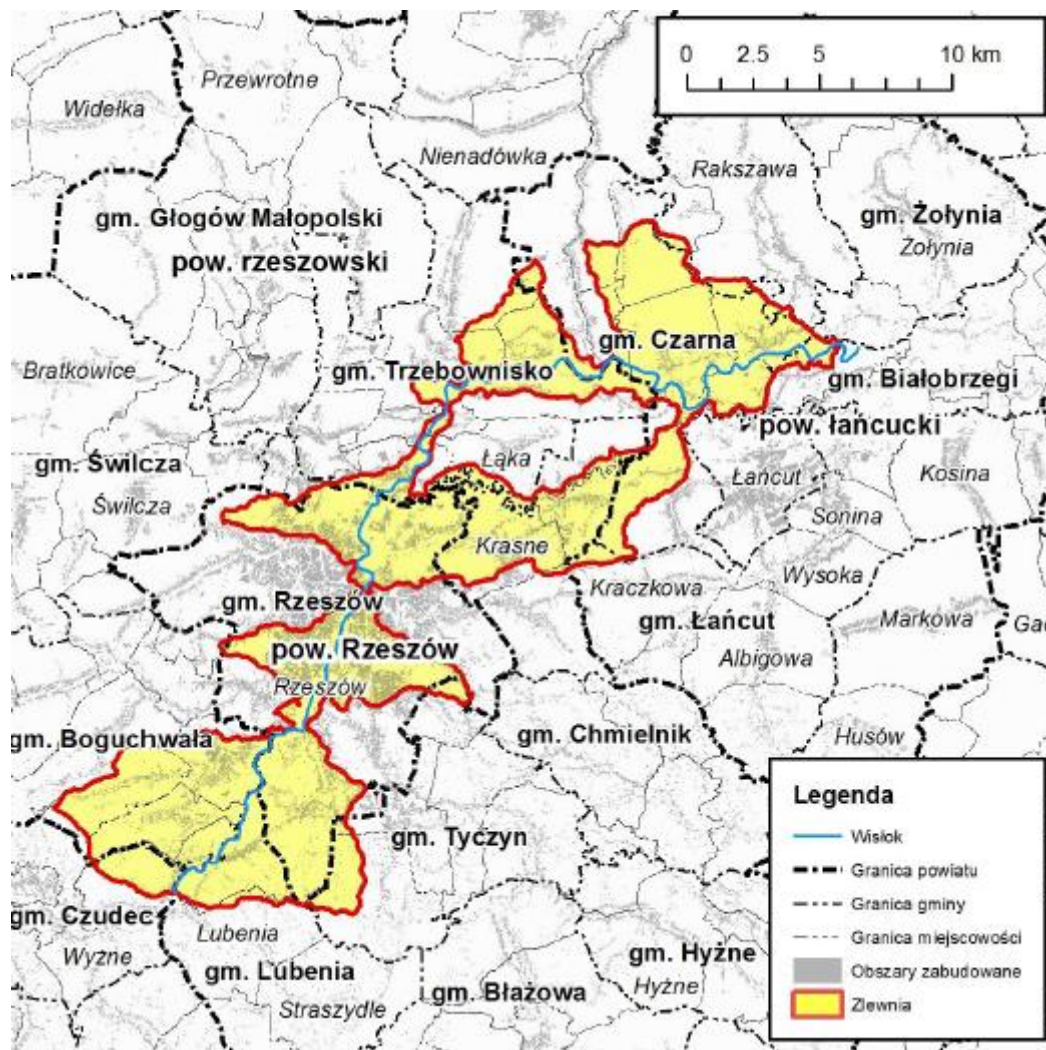 0 2.5 5 10 km
Przewrotne
Widełka
Nienadówka
Rakszawa
gm. Głogów Małopolski
gm. Żołynia
Żołynia
pow. rzeszowski
gm. Czarna
Bratkowice
gm. Trzebownisko
gm. Białobrzegi
pow. łańcucki
gm. Świlcza
Łąka
Łańcut
Kosina
Świlcza
Sonina
Krasne
Kraczkowa
Wysoka
gm. Rzeszów
gm. Łańcut
Markowa
Gać
pow. Rzeszów
Albigowa
Rzeszów
gm. Boguchwała
gm. Chmielnik
Husów
gm. Tyczyn
gm. Czudec
Lubenia
Wyżne
gm. Lubenia
gm. Hyżne
Straszydle
gm. Błażowa
Hyżne
Legenda
Wisłok
Granica powiatu
Granica gminy
Granica miejscowości
Obszary zabudowane
Zlewnia